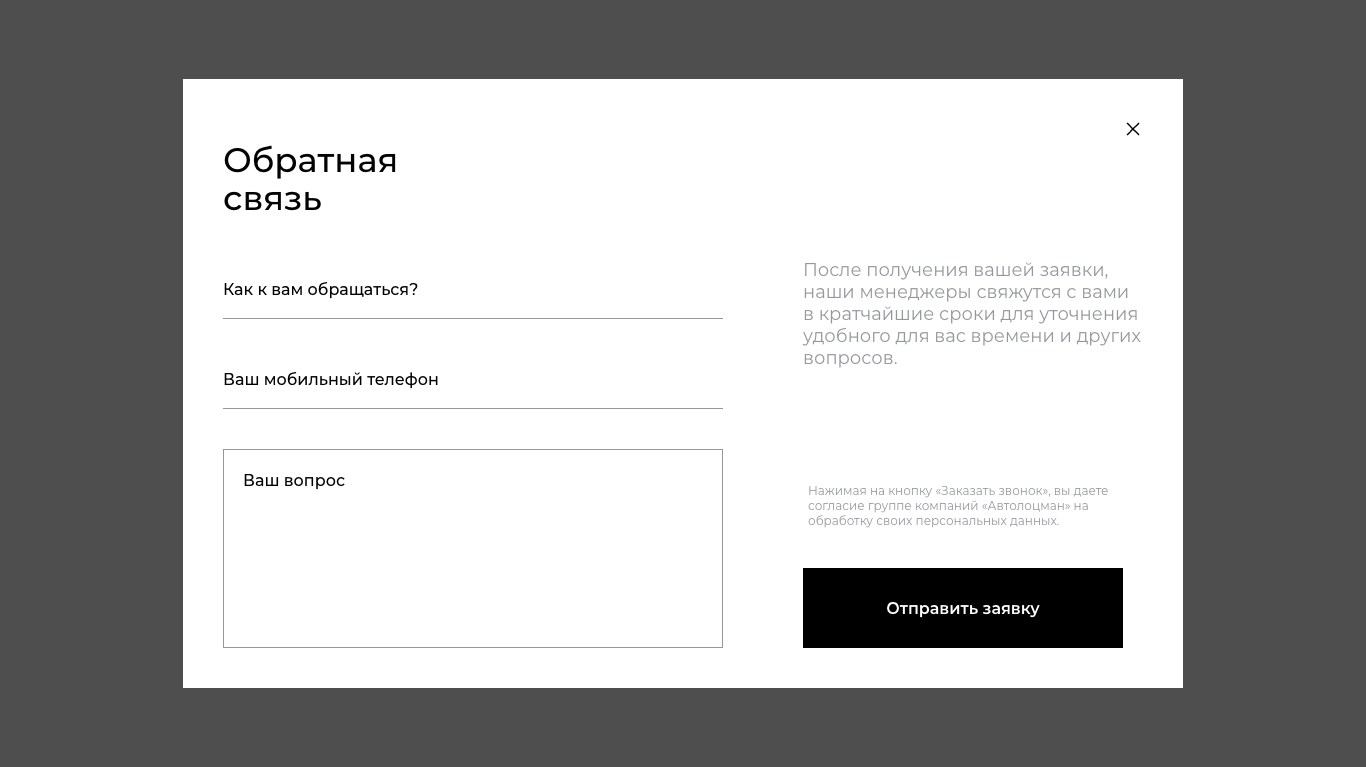 Обратная
связь
Как к вам обращаться?
Ваш мобильный телефон
Ваш вопрос
После получения вашей заявки,
наши менеджеры свяжутся с вами
в кратчайшие сроки для уточнения
удобного для вас времени и других
вопросов.
Нажимая на кнопку «Заказать звонок», вы даете
согласие группе компаний «Автолоцман» на
обработку своих персональных данных.
Отправить заявку